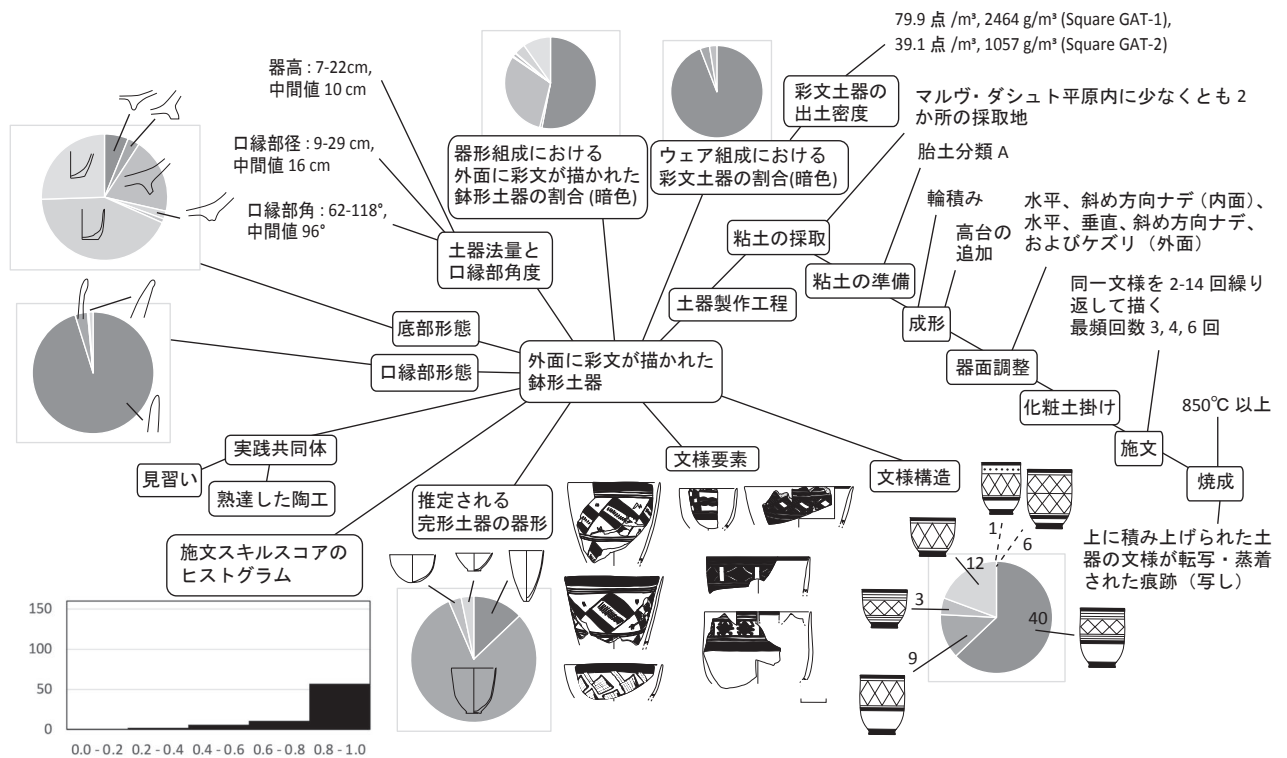 79.9 点 /m³, 2464 g/m³ (Square GAT-1),
39.1 点 /m³, 1057 g/m³ (Square GAT-2)
器高 : 7-22cm,
中間値 10 cm
口縁部径 : 9-29 cm,
中間値 16 cm
口縁部角 : 62-118°,
中間値 96°
土器法量と
口縁部角度
器形組成における
外面に彩文が描かれた
鉢形土器の割合 (暗色)
ウェア組成における
彩文土器の割合(暗色)
彩文土器の
出土密度
マルヴ・ダシュト平原内に少なくとも 2
か所の採取地
胎土分類 A
輪積み
高台の
追加
水平、斜め方向ナデ (内面)、
水平、垂直、斜め方向ナデ、
およびケズリ (外面)
同一文様を 2-14 回繰り
返して描く
最頻回数 3, 4, 6 回
850℃ 以上
土器製作工程
粘土の採取
粘土の準備
成形
器面調整
化粧土掛け
施文
焼成
上に積み上げられた土
器の文様が転写・蒸着
された痕跡 (写し)
底部形態
口縁部形態
外面に彩文が描かれた
鉢形土器
実践共同体
見習い
熟達した陶工
施文スキルスコアの
ヒストグラム
150
100
50
0
0.0 - 0.2 0.2 - 0.4 0.4 - 0.6 0.6 - 0.8 0.8 - 1.0
推定される
完形土器の器形
文様要素
文様構造
1
6
12
3
9
40